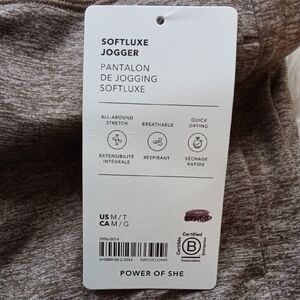 SOFTLUXE
JOGGER
PANTALON
DE JOGGING
SOFTLUXE
ALL-AROUND
STRETCH
BREATHABLE
QUICK
DRYING
EXTENSIBILITÉ
INTÉGRALE
RESPIRANT
SÉCHAGE
RAPIDE
US M / T
CA M / G
Certified
B
Corporation
POWER OF SHE